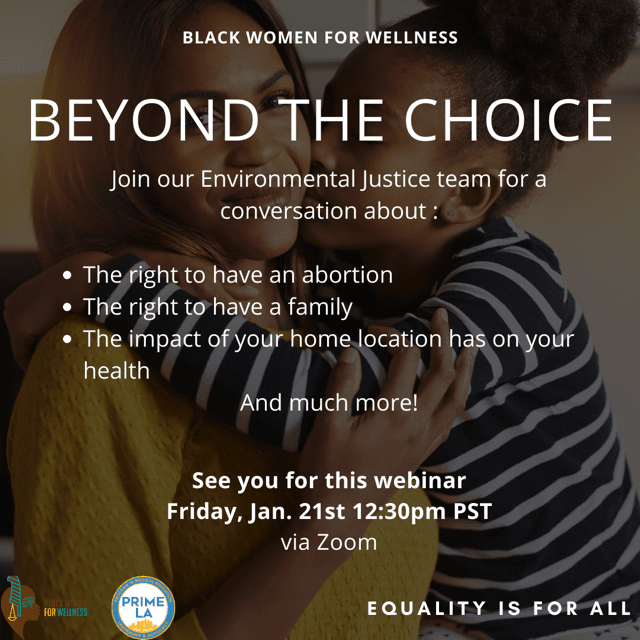 BLACK WOMEN FOR WELLNESS
BEYOND THE CHOICE
Join our Environmental Justice team for a
conversation about :
• The right to have an abortion
• The right to have a family
• The impact of your home location has on your
health
And much more!
See you for this webinar
Friday, Jan. 21st 12:30pm PST
via Zoom
FOR WELLNESS
PRIME
LA
EQUALITY IS FOR ALL